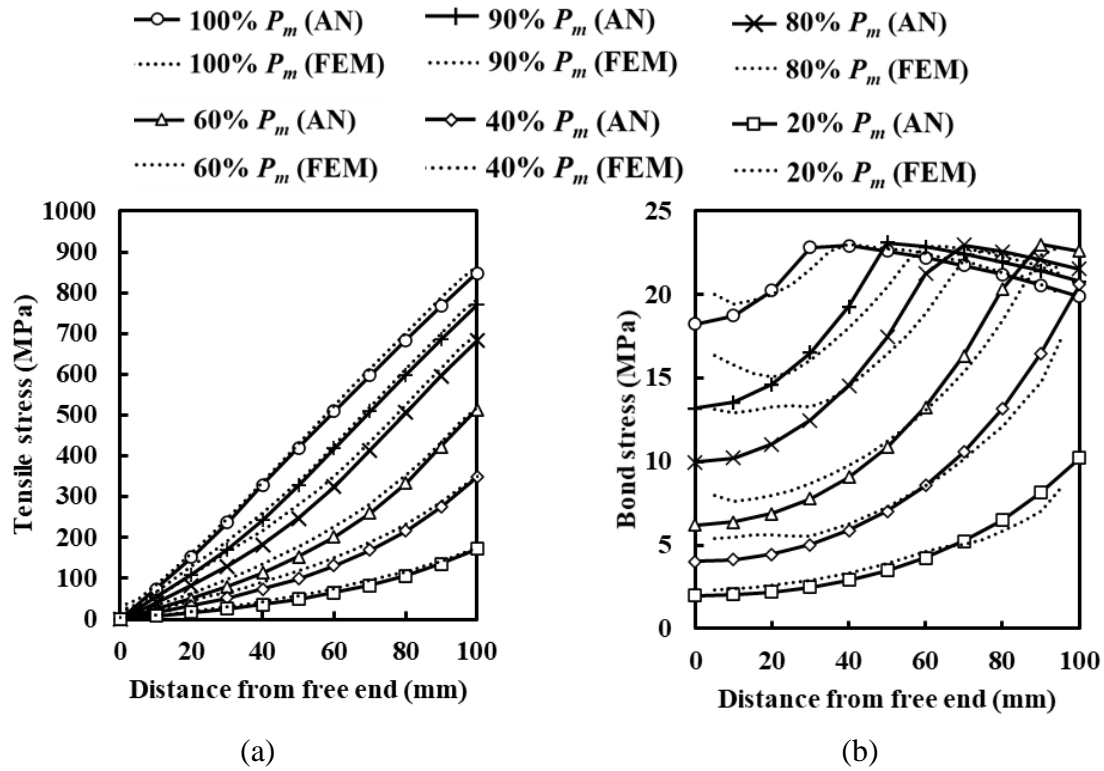 100% Pm (AN) 90% Pm (AN) 80% Pm (AN)
100% Pm (FEM) 90% Pm (FEM) 80% Pm (FEM)
60% Pm (AN) 40% Pm (AN) 20% Pm (AN)
60% Pm (FEM) 40% Pm (FEM) 20% Pm (FEM)
Tensile stress (MPa)
1000
900
800
700
600
500
400
300
200
100
0
0 20 40 60 80 100
Distance from free end (mm)
(a)
Bond stress (MPa)
25
20
15
10
5
0
0 20 40 60 80 100
Distance from free end (mm)
(b)